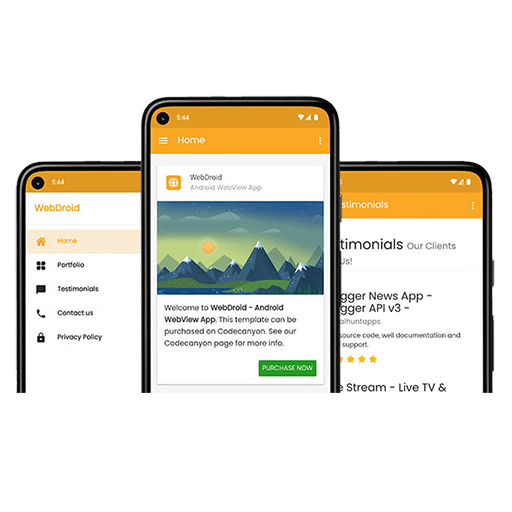 5:44
WebDroid
Home
Portfolio
Testimonials
Contact us
Privacy Policy
5:44
Home
WebDroid
Android WebView App
Welcome to WebDroid - Android
WebView App. This template can be
purchased on Codecanyon. See our
Codecanyon page for more info.
PURCHASE NOW
stimonials
timonials Our Clients
Us!
gger News App -
gger API v3 -
alhuntapps
source code, well documentation and
support.
e Stream - Live TV &